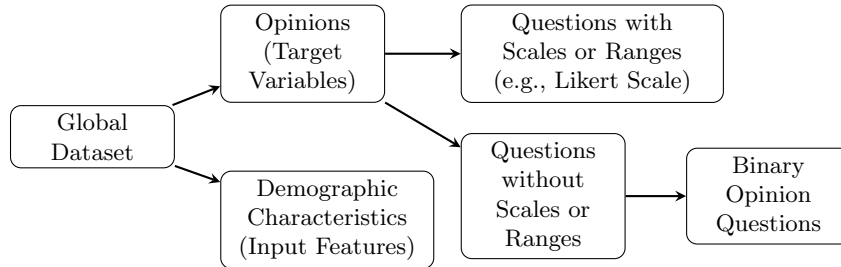 Global
Dataset
Opinions
(Target
Variables)
Demographic
Characteristics
(Input Features)
Questions with
Scales or Ranges
(e.g., Likert Scale)
Questions
without
Scales or
Ranges
Binary
Opinion
Questions